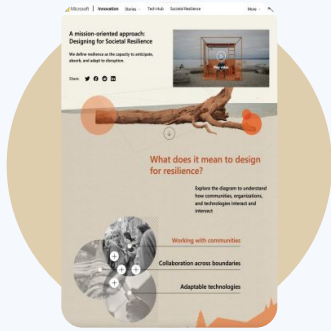 Microsoft | Innovation Stories Tech Hub Societal Resilience More
A mission-oriented approach:
Designing for Societal Resilience
We define resilience as the capacity to anticipate,
absorb, and adapt to disruption.
Share:
Play video
What does it mean to design
for resilience?
Explore the diagram to understand
how communities, organizations,
and technologies interact and
intersect
Working with communities
Collaboration across boundaries
Adaptable technologies